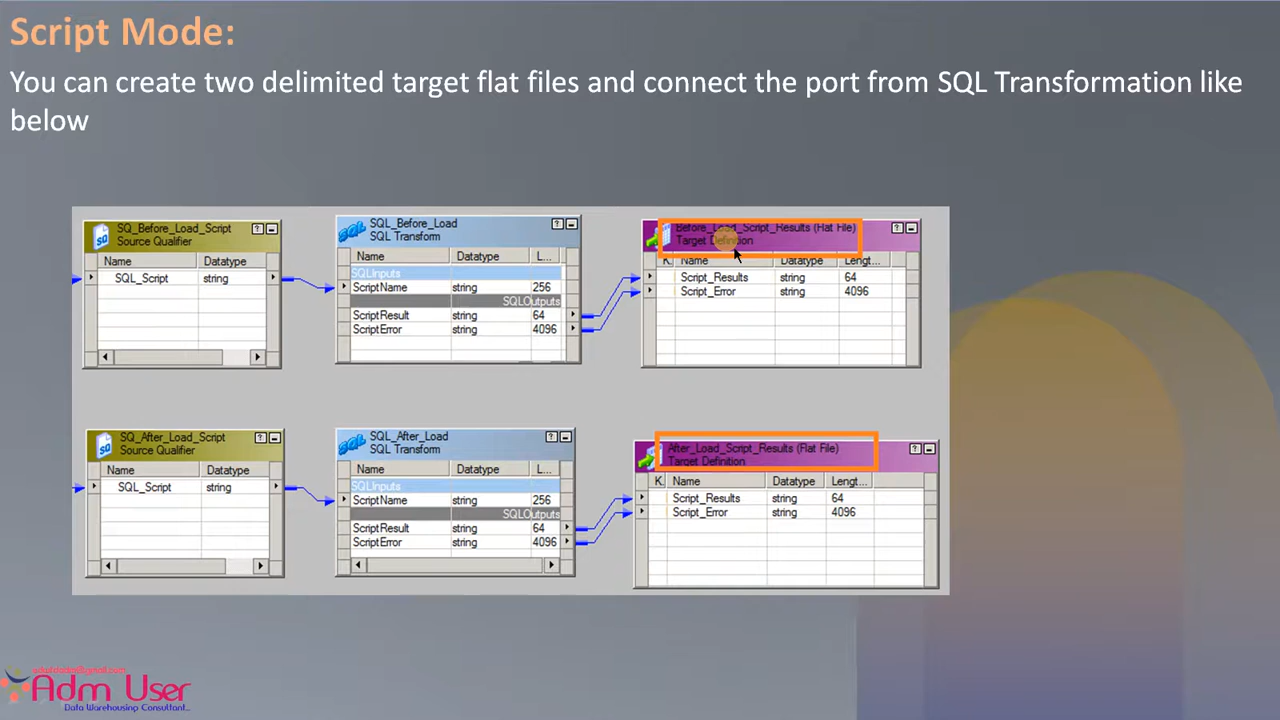 Script Mode:
You can create two delimited target flat files and connect the port from SQL Transformation like
below
SQ_Before_Load_Script
Source Qualifier
Name Datatype
SQL_Script string
SQL_Before_Load
SQL Transform
Name Datatype L...
SQLInputs
ScriptName string 256
SQLOutputs
ScriptResult string 64
ScriptError string 4096
Before_Load_Script_Results (Flat File)
Target Definition
K. Name Datatype Lengt...
Script_Results string 64
Script_Error string 4096
SQ_After_Load_Script
Source Qualifier
Name Datatype
SQL_Script string
SQL_After_Load
SQL Transform
Name Datatype L...
SQLInputs
ScriptName string 256
SQLOutputs
ScriptResult string 64
ScriptError string 4096
After_Load_Script_Results (Flat File)
Target Definition
K. Name Datatype Lengt...
Script_Results string 64
Script_Error string 4096
Adm User
Data Warehousing Consultant...